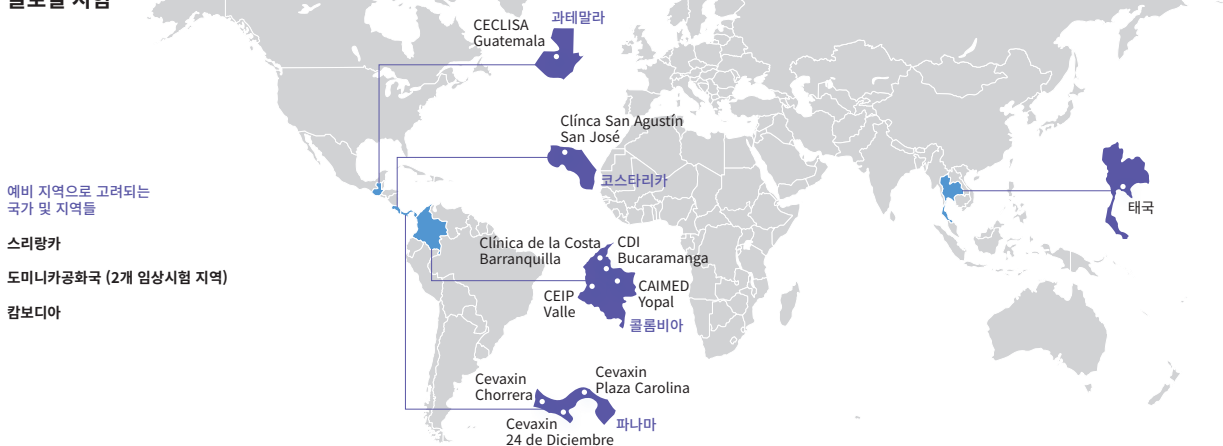 과테말라
CECLISA
Guatemala
Clínca San Agustín
San José
코스타리카
예비 지역으로 고려되는
국가 및 지역들
스리랑카
도미니카공화국 (2개 임상시험 지역)
캄보디아
태국
Clínica de la Costa
Barranquilla
CDI
Bucaramanga
CEIP
Valle
CAIMED
Yopal
콜롬비아
Cevaxin
Chorrera
Cevaxin
Plaza Carolina
Cevaxin
24 de Diciembre
파나마